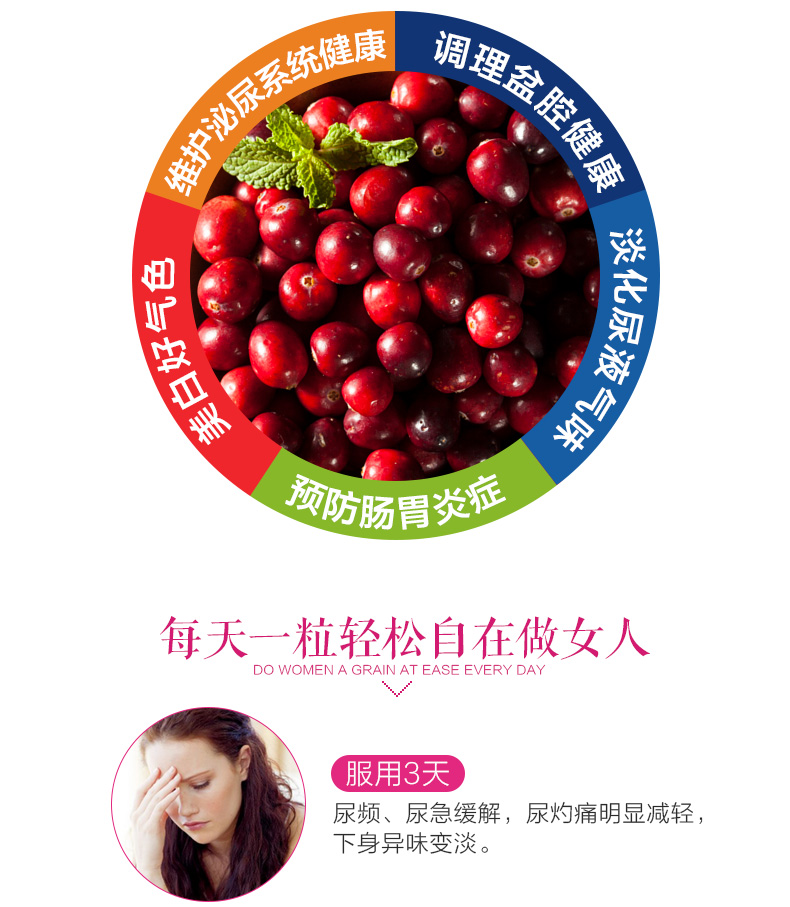 维护泌尿系统健康
调理盆腔健康
淡化尿液气味
预防肠胃炎症
美白好气色
每天一粒轻松自在做女人
DO WOMEN A GRAIN AT EASE EVERY DAY
服用3天
尿频、尿急缓解，尿灼痛明显减轻，
下身异味变淡。